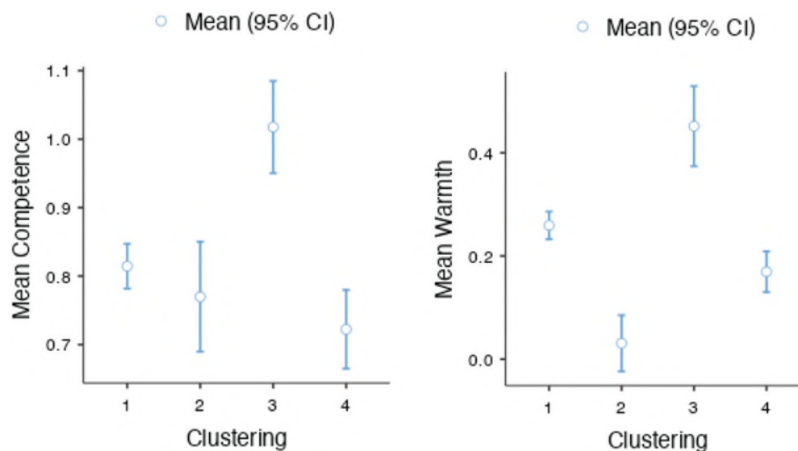 Mean (95% CI)
1.1
1.0
0.9
0.8
0.7
Mean Competence
1 2 3 4
Clustering
Mean (95% CI)
0.4
0.2
0.0
Mean Warmth
1 2 3 4
Clustering